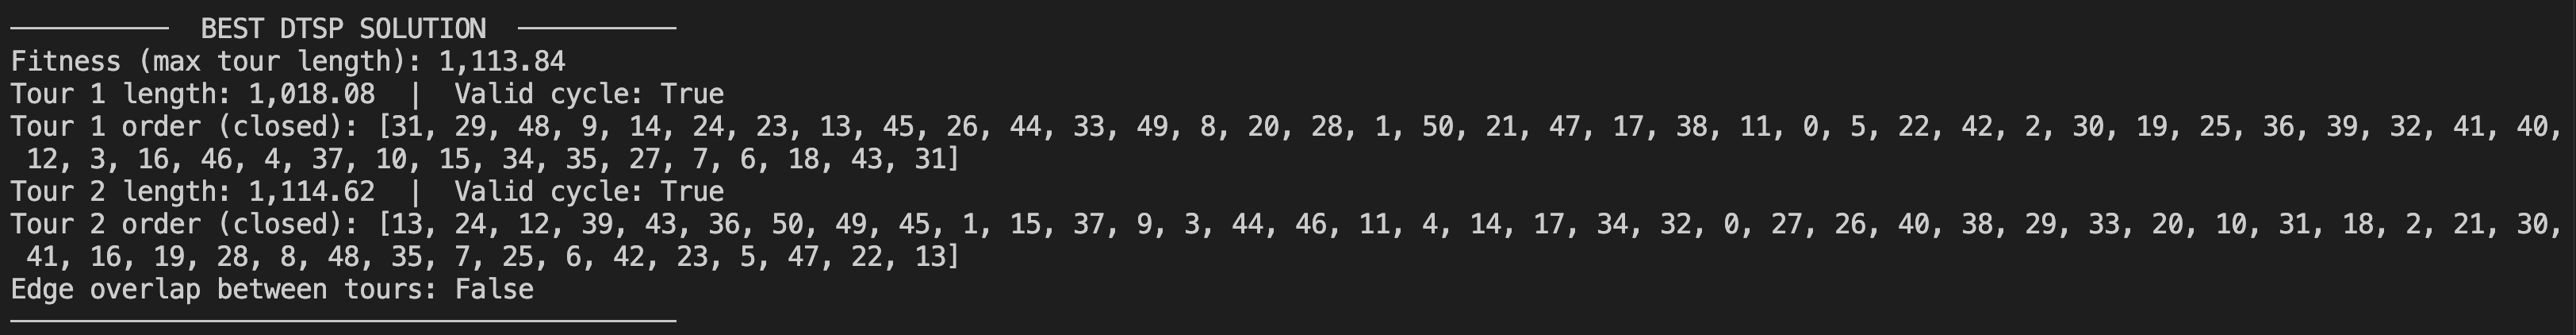 ────────── BEST DTSP SOLUTION ──────────
Fitness (max tour length): 1,113.84
Tour 1 length: 1,018.08 | Valid cycle: True
Tour 1 order (closed): [31, 29, 48, 9, 14, 24, 23, 13, 45, 26, 44, 33, 49, 8, 20, 28, 1, 50, 21, 47, 17, 38, 11, 0, 5, 22, 42, 2, 30, 19, 25, 36, 39, 32, 41, 40,
12, 3, 16, 46, 4, 37, 10, 15, 34, 35, 27, 7, 6, 18, 43, 31]
Tour 2 length: 1,114.62 | Valid cycle: True
Tour 2 order (closed): [13, 24, 12, 39, 43, 36, 50, 49, 45, 1, 15, 37, 9, 3, 44, 46, 11, 4, 14, 17, 34, 32, 0, 27, 26, 40, 38, 29, 33, 20, 10, 31, 18, 2, 21, 30,
41, 16, 19, 28, 8, 48, 35, 7, 25, 6, 42, 23, 5, 47, 22, 13]
Edge overlap between tours: False